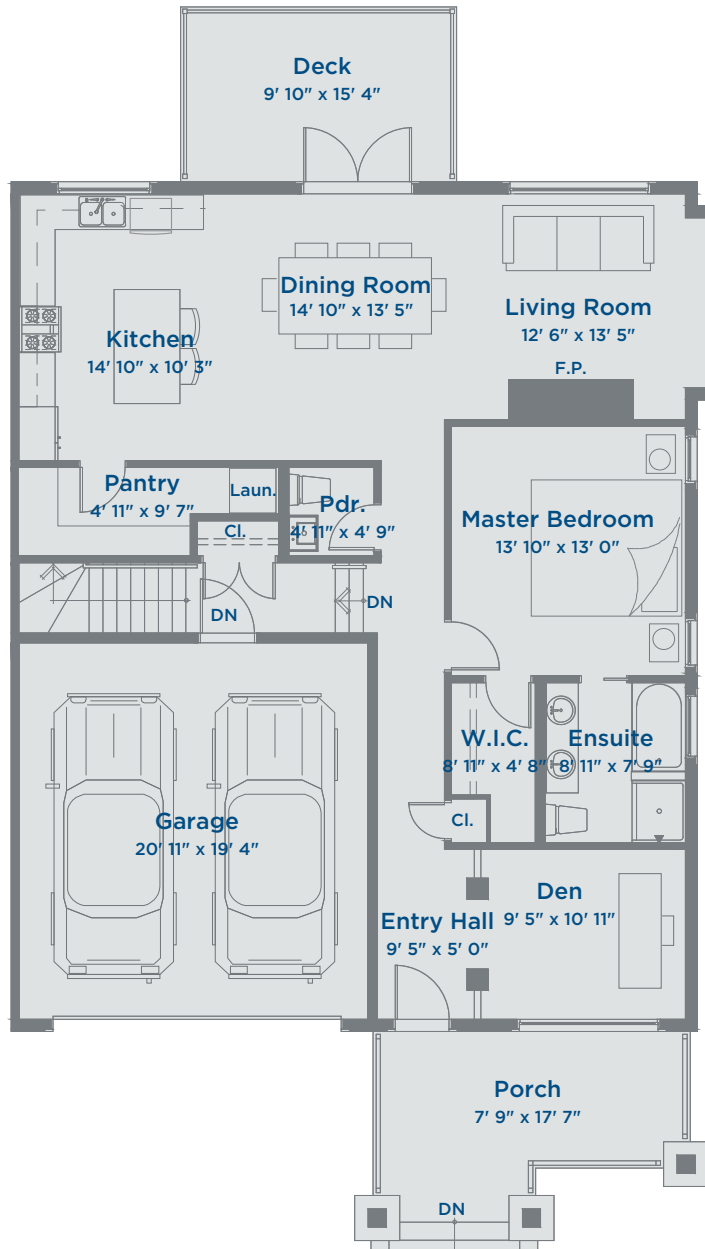 Deck
9' 10" x 15' 4"
Dining Room
14' 10" x 13' 5"
Living Room
12' 6" x 13' 5"
Kitchen
14' 10" x 10' 3"
F.P.
Pantry
4' 11" x 9' 7"
Laun.
Pdr.
4' 11" x 4' 9"
Cl.
Master Bedroom
13' 10" x 13' 0"
DN
DN
W.I.C.
8' 11" x 4' 8"
Ensuite
8' 11" x 7' 9"
Garage
20' 11" x 19' 4"
Cl.
Den
9' 5" x 10' 11"
Entry Hall
9' 5" x 5' 0"
Porch
7' 9" x 17' 7"
DN